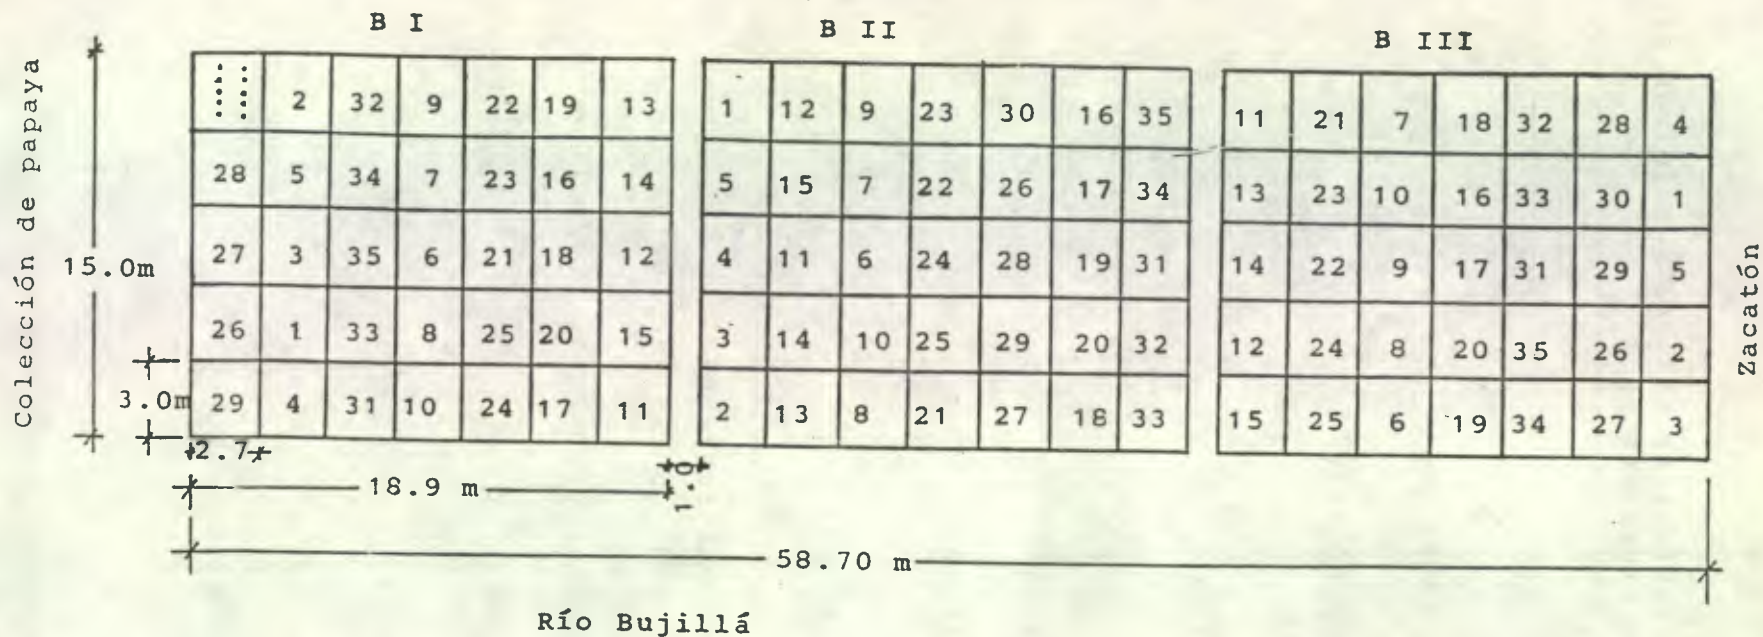 B I
B II
B III
2 32 9 22 19 13 1 12 9 23 30 16 35 11 21 7 18 32 28 4
28 5 34 7 23 16 14 5 15 7 22 26 17 34 13 23 10 16 33 30 1
27 3 35 6 21 18 12 4 11 6 24 28 19 31 14 22 9 17 31 29 5
26 1 33 8 25 20 15 3 14 10 25 29 20 32 12 24 8 20 35 26 2
29 4 31 10 24 17 11 2 13 8 21 27 18 33 15 25 6 19 34 27 3
Colección de papaya
15.0m
3.0m
2.7
18.9 m
1.0
58.70 m
Zacatón
Río Bujillá